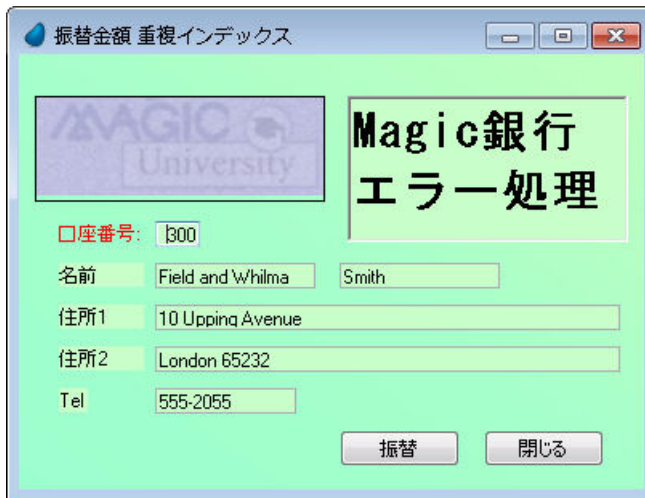 振替金額 重複インデックス
MAGIC
University
Magic銀行
エラー処理
口座番号: 300
名前 Field and Whilma Smith
住所1 10 Upping Avenue
住所2 London 65232
Tel 555-2055
振替 閉じる